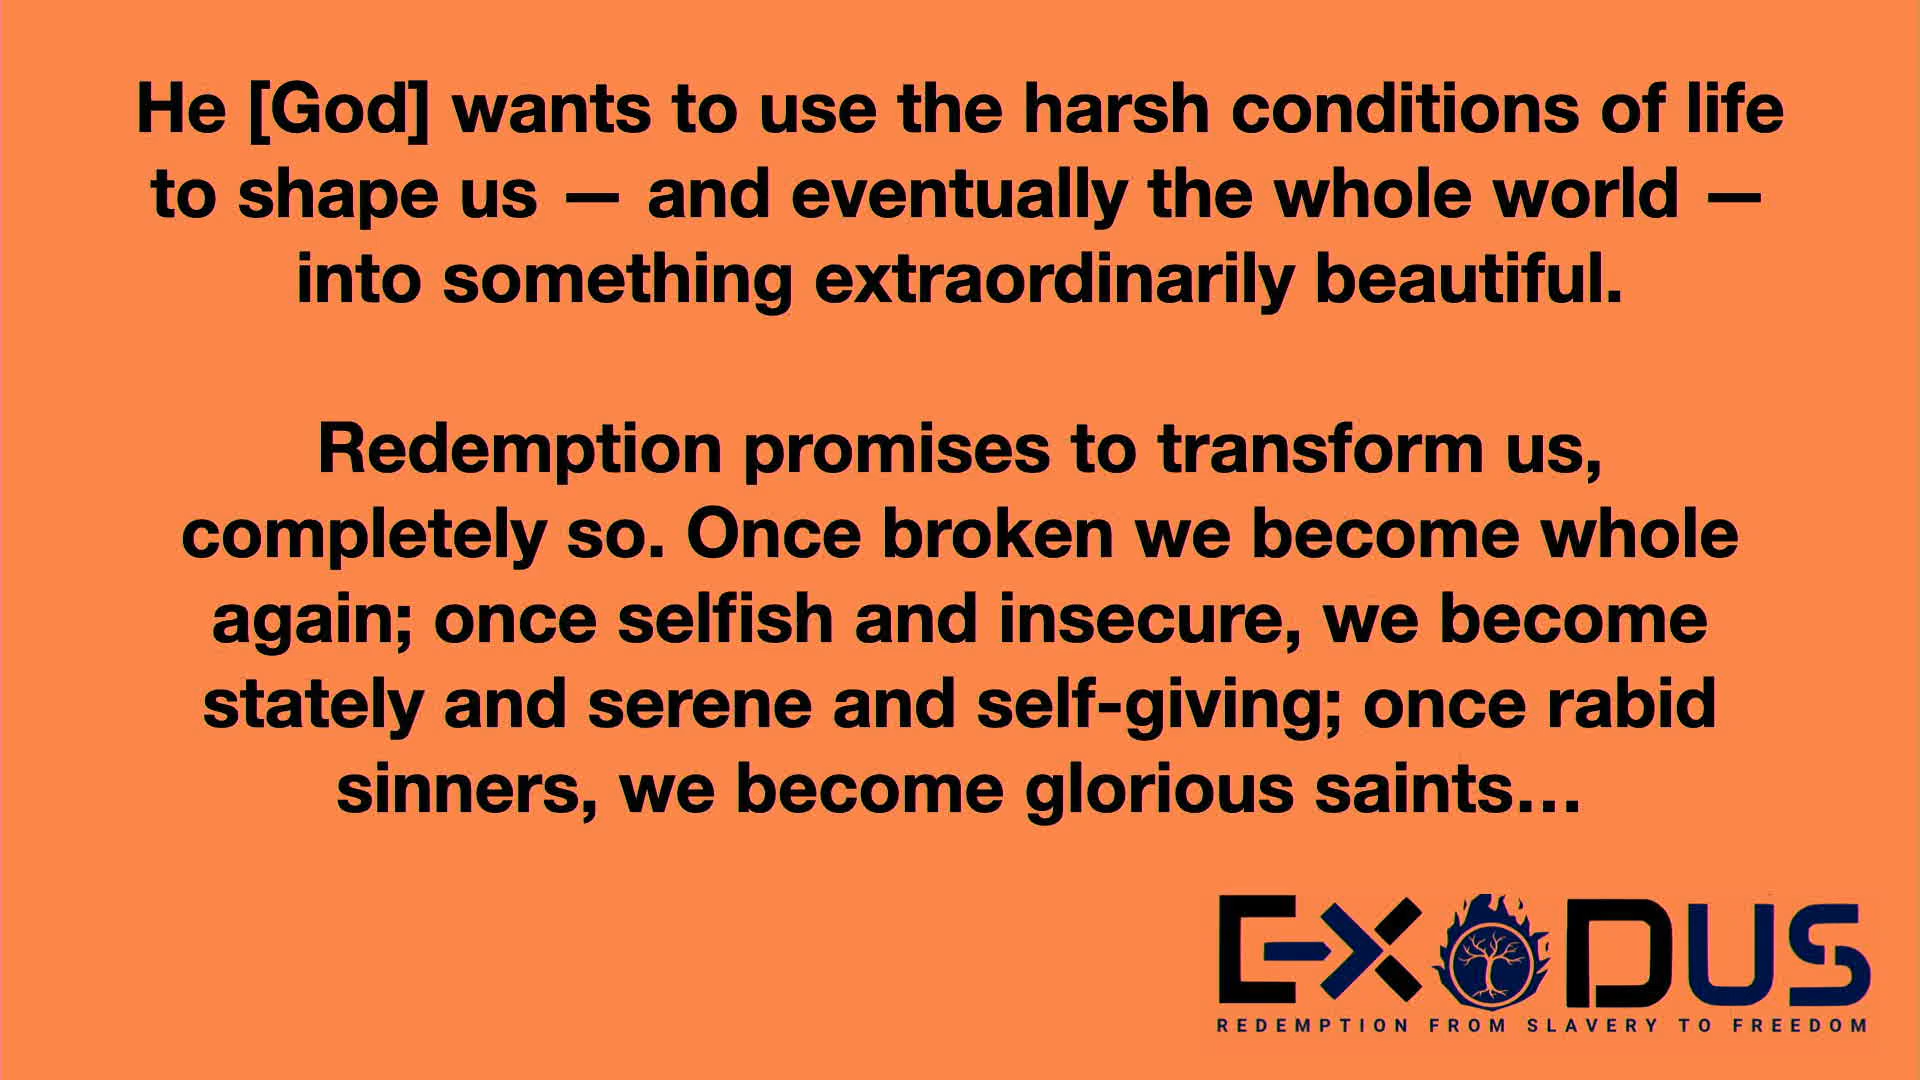 He [God] wants to use the harsh conditions of life
to shape us — and eventually the whole world —
into something extraordinarily beautiful.
Redemption promises to transform us,
completely so. Once broken we become whole
again; once selfish and insecure, we become
stately and serene and self-giving; once rabid
sinners, we become glorious saints...
EXODUS
REDEMPTION FROM SLAVERY TO FREEDOM